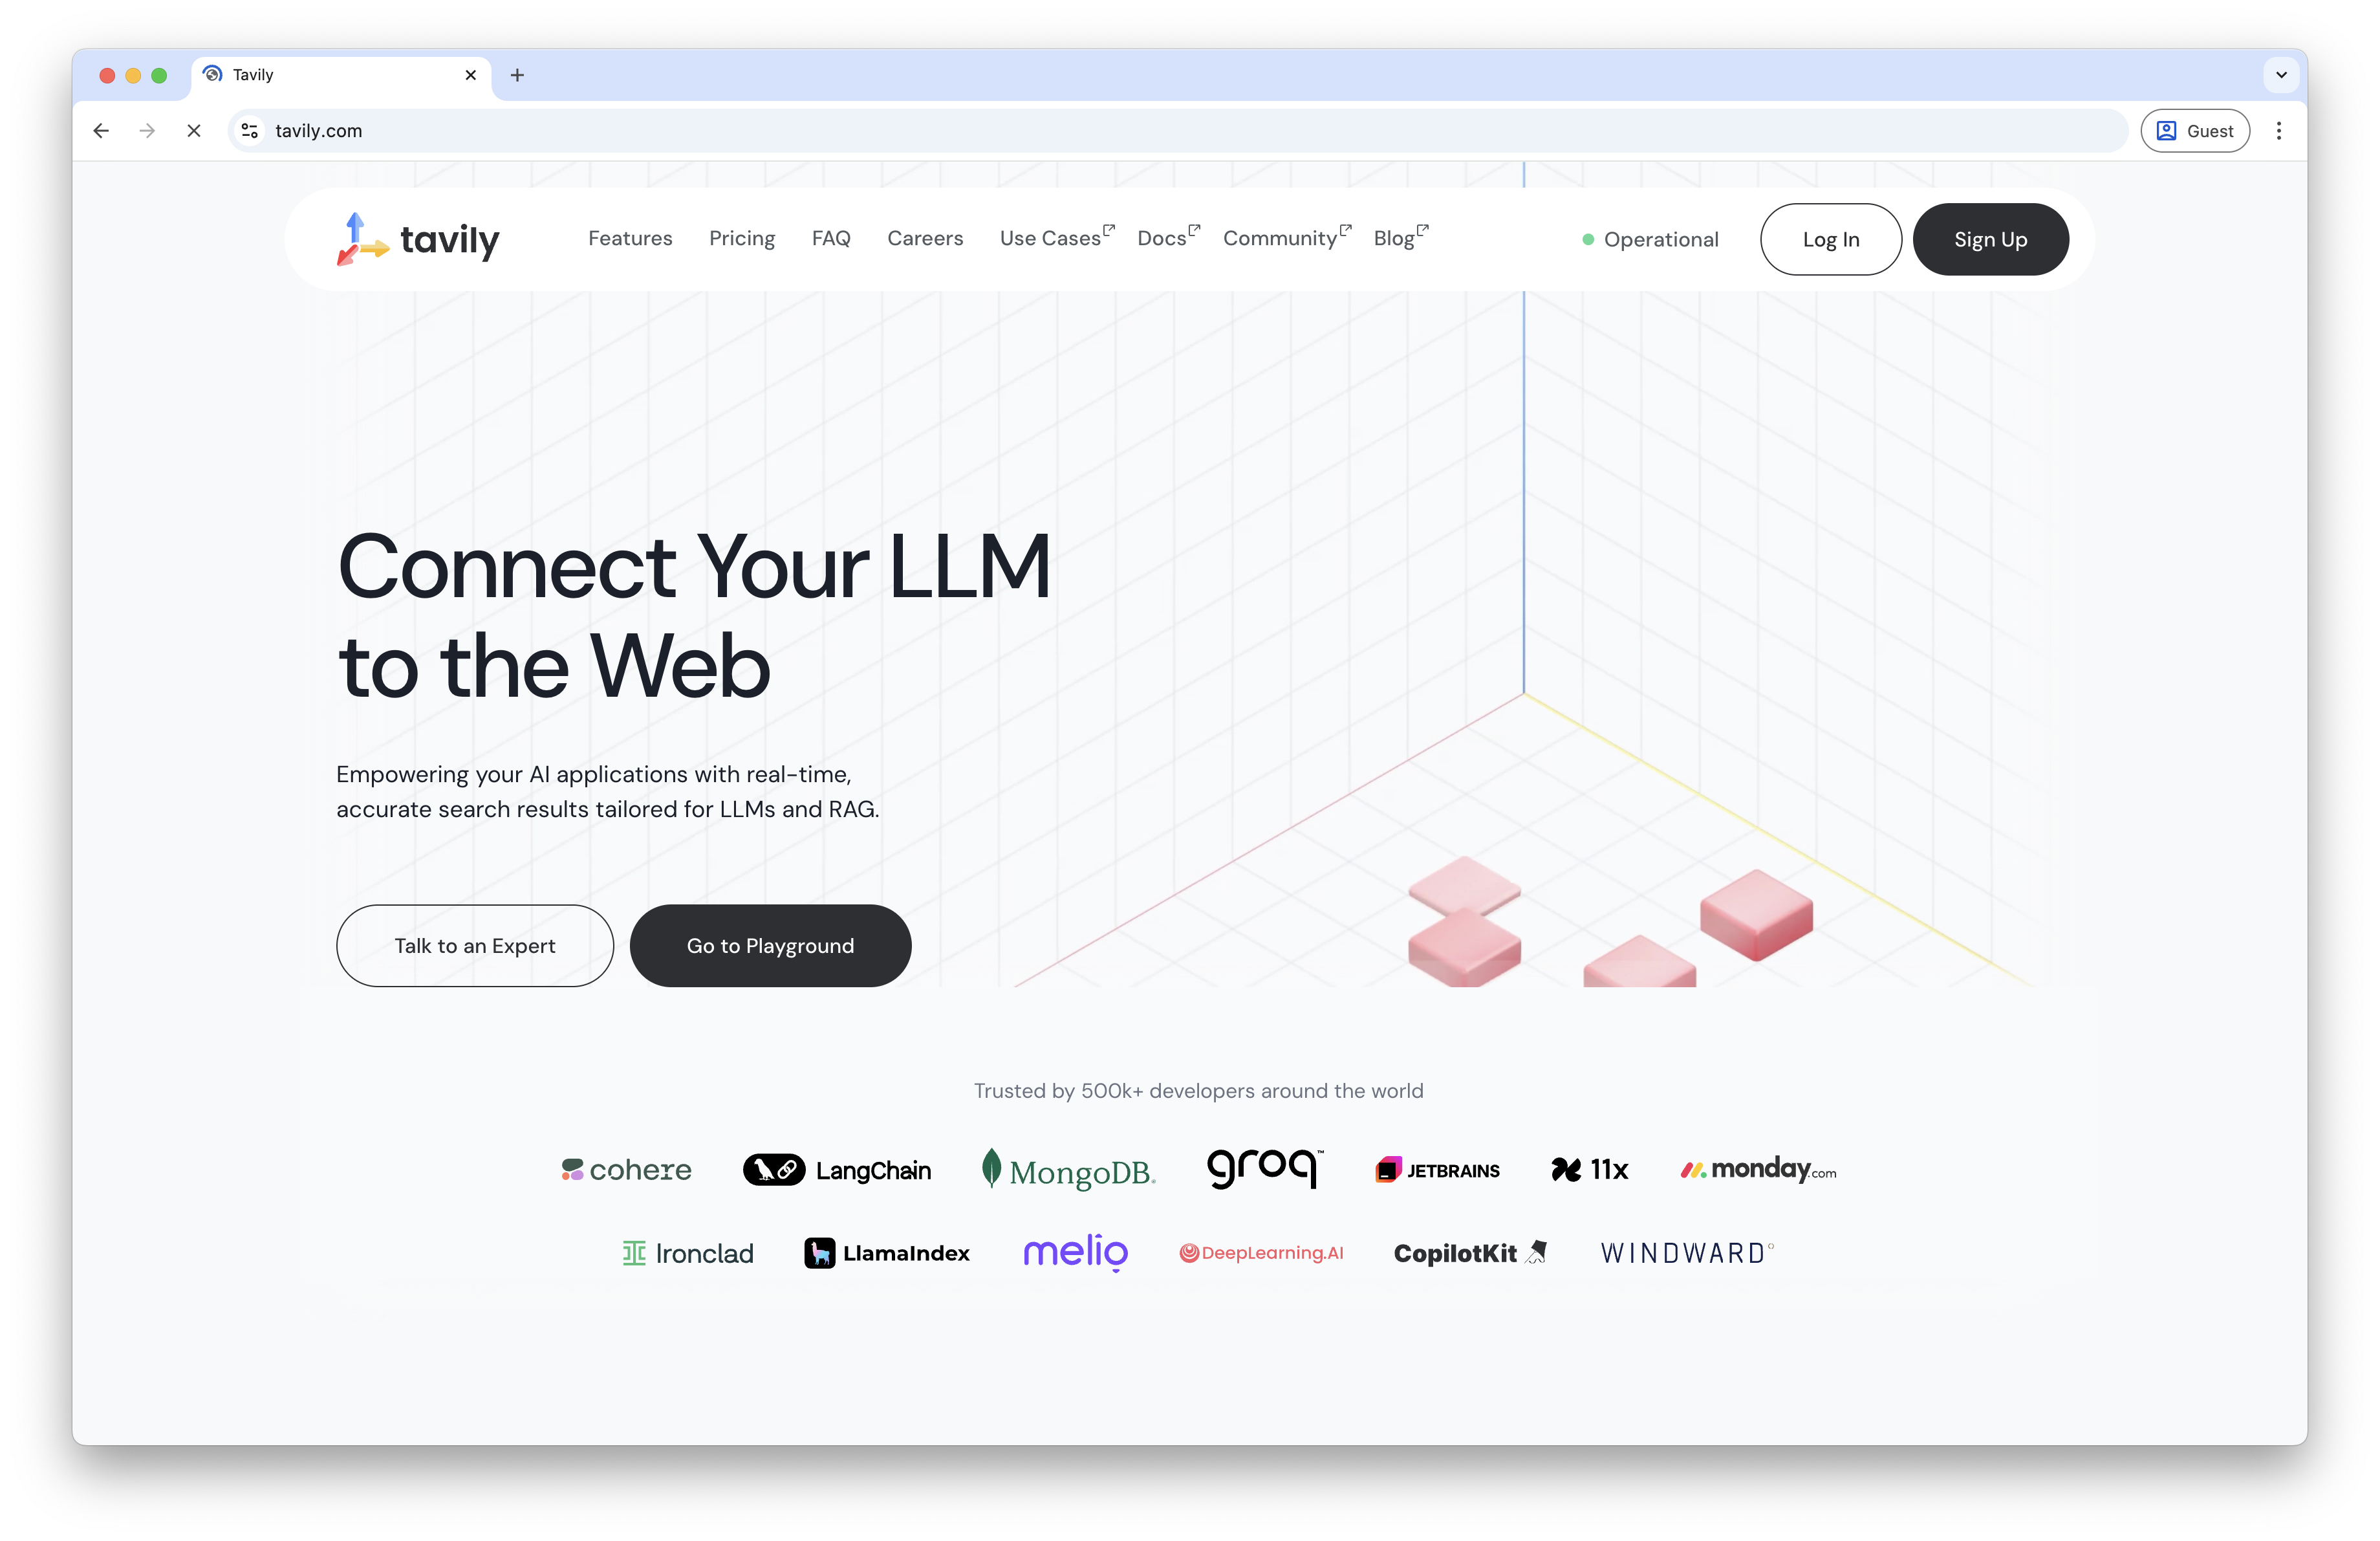 Tavily
tavily.com
Guest
tavily
Features
Pricing
FAQ
Careers
Use Cases
Docs
Community
Blog
Operational
Log In
Sign Up
Connect Your LLM
to the Web
Empowering your AI applications with real-time,
accurate search results tailored for LLMs and RAG.
Talk to an Expert
Go to Playground
Trusted by 500k+ developers around the world
cohere
LangChain
MongoDB®
groq™
JETBRAINS
11x
monday.com
Ironclad
LlamaIndex
melio
DeepLearning.AI
CopilotKit
WINDWARD